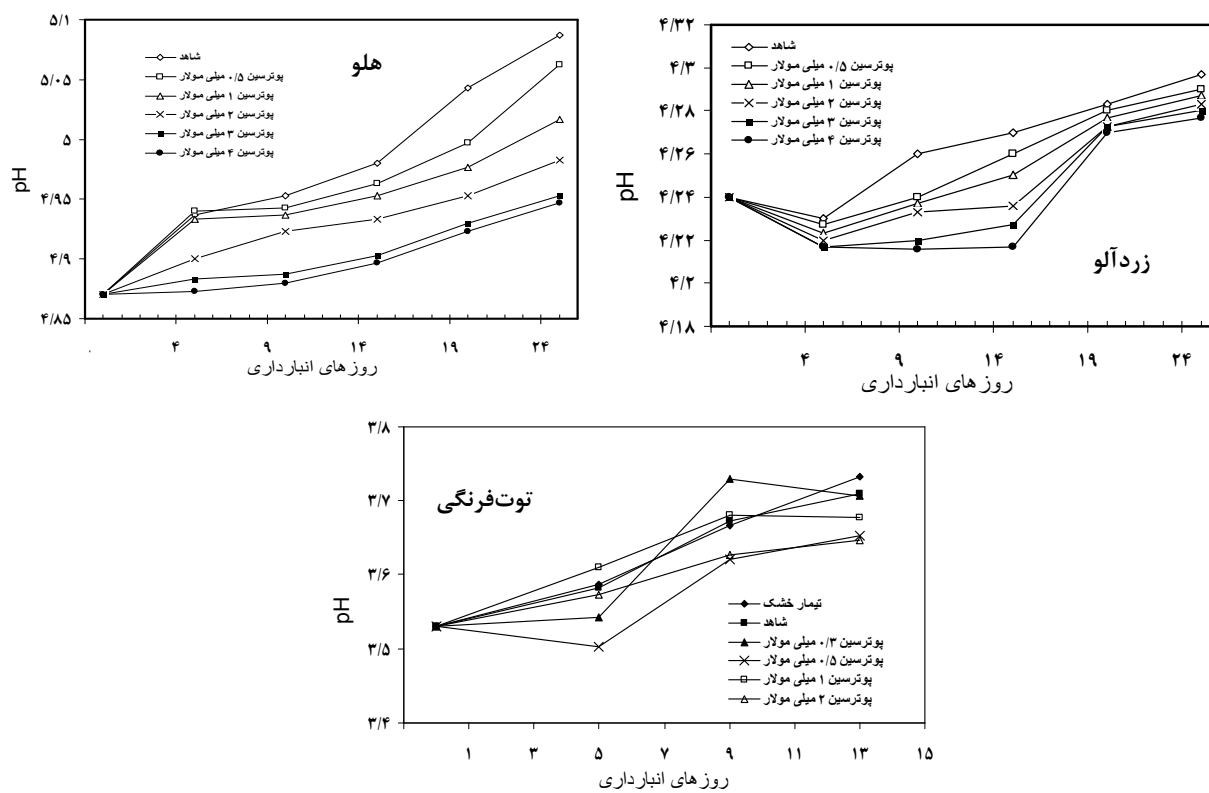 ۵/۱
۵/۰۵
۵
۴/۹۵
۴/۹
۴/۸۵
pH
هلو
شاهد
پوترسین ۰/۵ میلی مولار
پوترسین ۱ میلی مولار
پوترسین ۲ میلی مولار
پوترسین ۳ میلی مولار
پوترسین ۴ میلی مولار
۴ ۹ ۱۴ ۱۹ ۲۴
روزهای انبارداری
۴/۳۲
۴/۳
۴/۲۸
۴/۲۶
۴/۲۴
۴/۲۲
۴/۲
۴/۱۸
pH
شاهد
پوترسین ۰/۵ میلی مولار
پوترسین ۱ میلی مولار
پوترسین ۲ میلی مولار
پوترسین ۳ میلی مولار
پوترسین ۴ میلی مولار
زردآلو
۴ ۹ ۱۴ ۱۹ ۲۴
روزهای انبارداری
۳/۸
۳/۷
۳/۶
۳/۵
۳/۴
pH
توت‌فرنگی
تیمار خشک
شاهد
پوترسین ۰/۳ میلی مولار
پوترسین ۰/۵ میلی مولار
پوترسین ۱ میلی مولار
پوترسین ۲ میلی مولار
۱ ۳ ۵ ۷ ۹ ۱۱ ۱۳ ۱۵
روزهای انبارداری